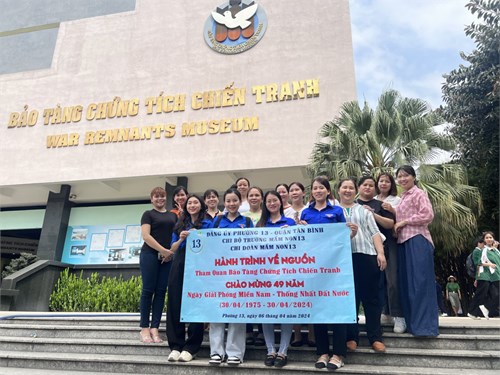 BẢO TÀNG CHỨNG TÍCH CHIẾN TRANH
WAR REMNANTS MUSEUM
13
ĐẢNG ỦY PHƯỜNG 13 - QUẬN TÂN BÌNH
CHI BỘ TRƯỜNG MẦM NON13
CHI ĐOÀN MẦM NON13
HÀNH TRÌNH VỀ NGUỒN
Tham Quan Bảo Tàng Chứng Tích Chiến Tranh
CHÀO MỪNG 49 NĂM
Ngày Giải Phóng Miền Nam - Thống Nhất Đất Nước
(30/04/1975 - 30/04/2024)
Phường 13, ngày 06 tháng 04 năm 2024